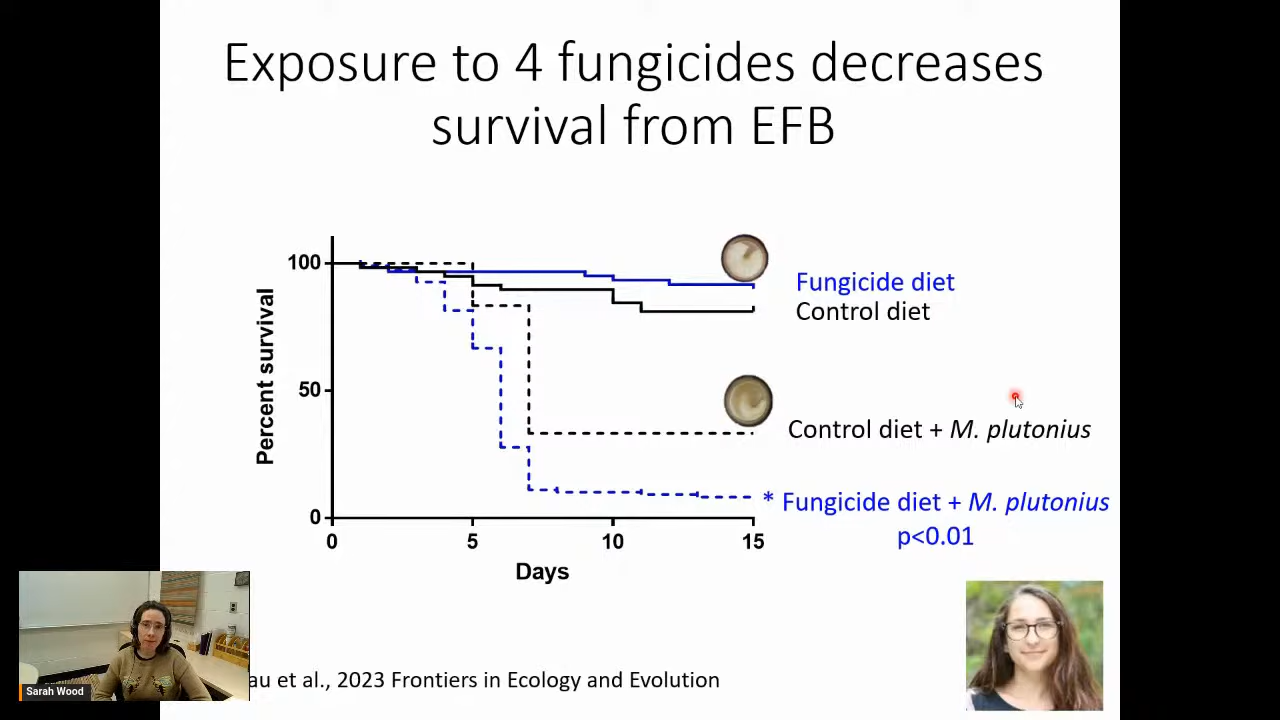 Exposure to 4 fungicides decreases
survival from EFB
Percent survival
100
50
0
0 5 10 15
Days
Fungicide diet
Control diet
Control diet + M. plutonius
* Fungicide diet + M. plutonius
p<0.01
Sarah Wood
et al., 2023 Frontiers in Ecology and Evolution